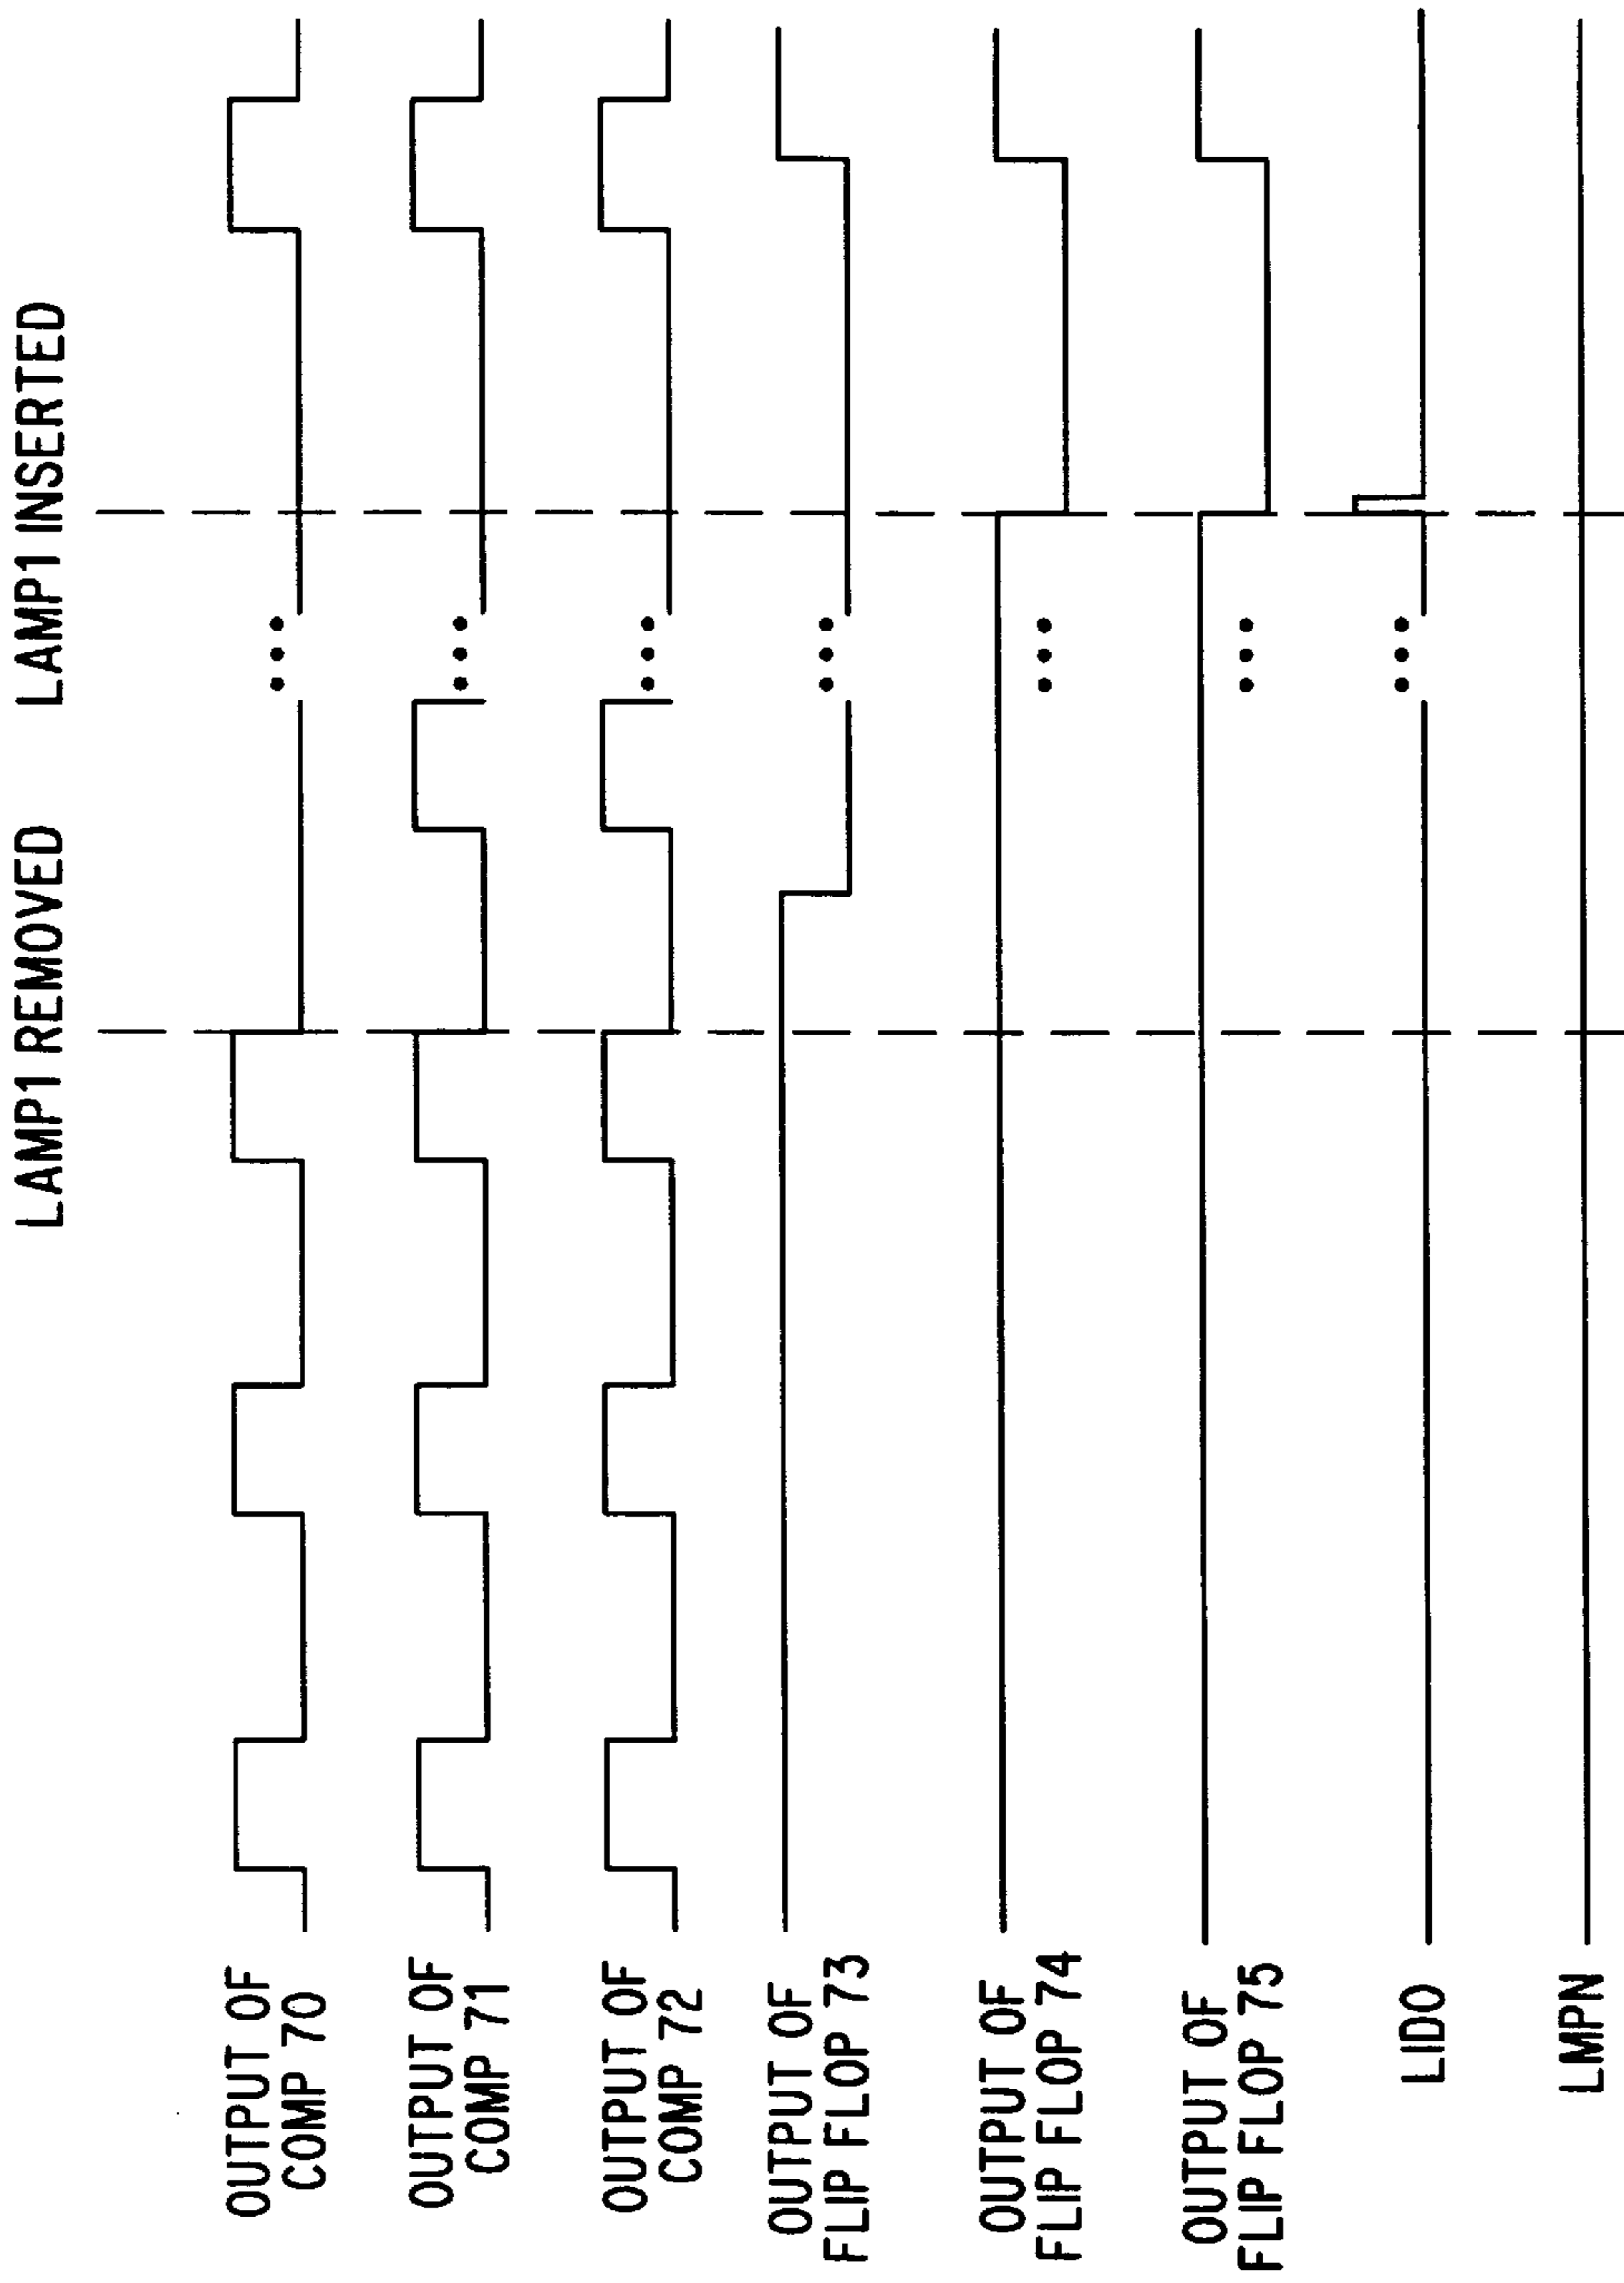 LAMP1 REMOVED
LAMP1 INSERTED
OUTPUT OF
COMP 70
OUTPUT OF
COMP 71
OUTPUT OF
COMP 72
OUTPUT OF
FLIP FLOP 73
OUTPUT OF
FLIP FLOP 74
OUTPUT OF
FLIP FLOP 75
LIDO
LMPN